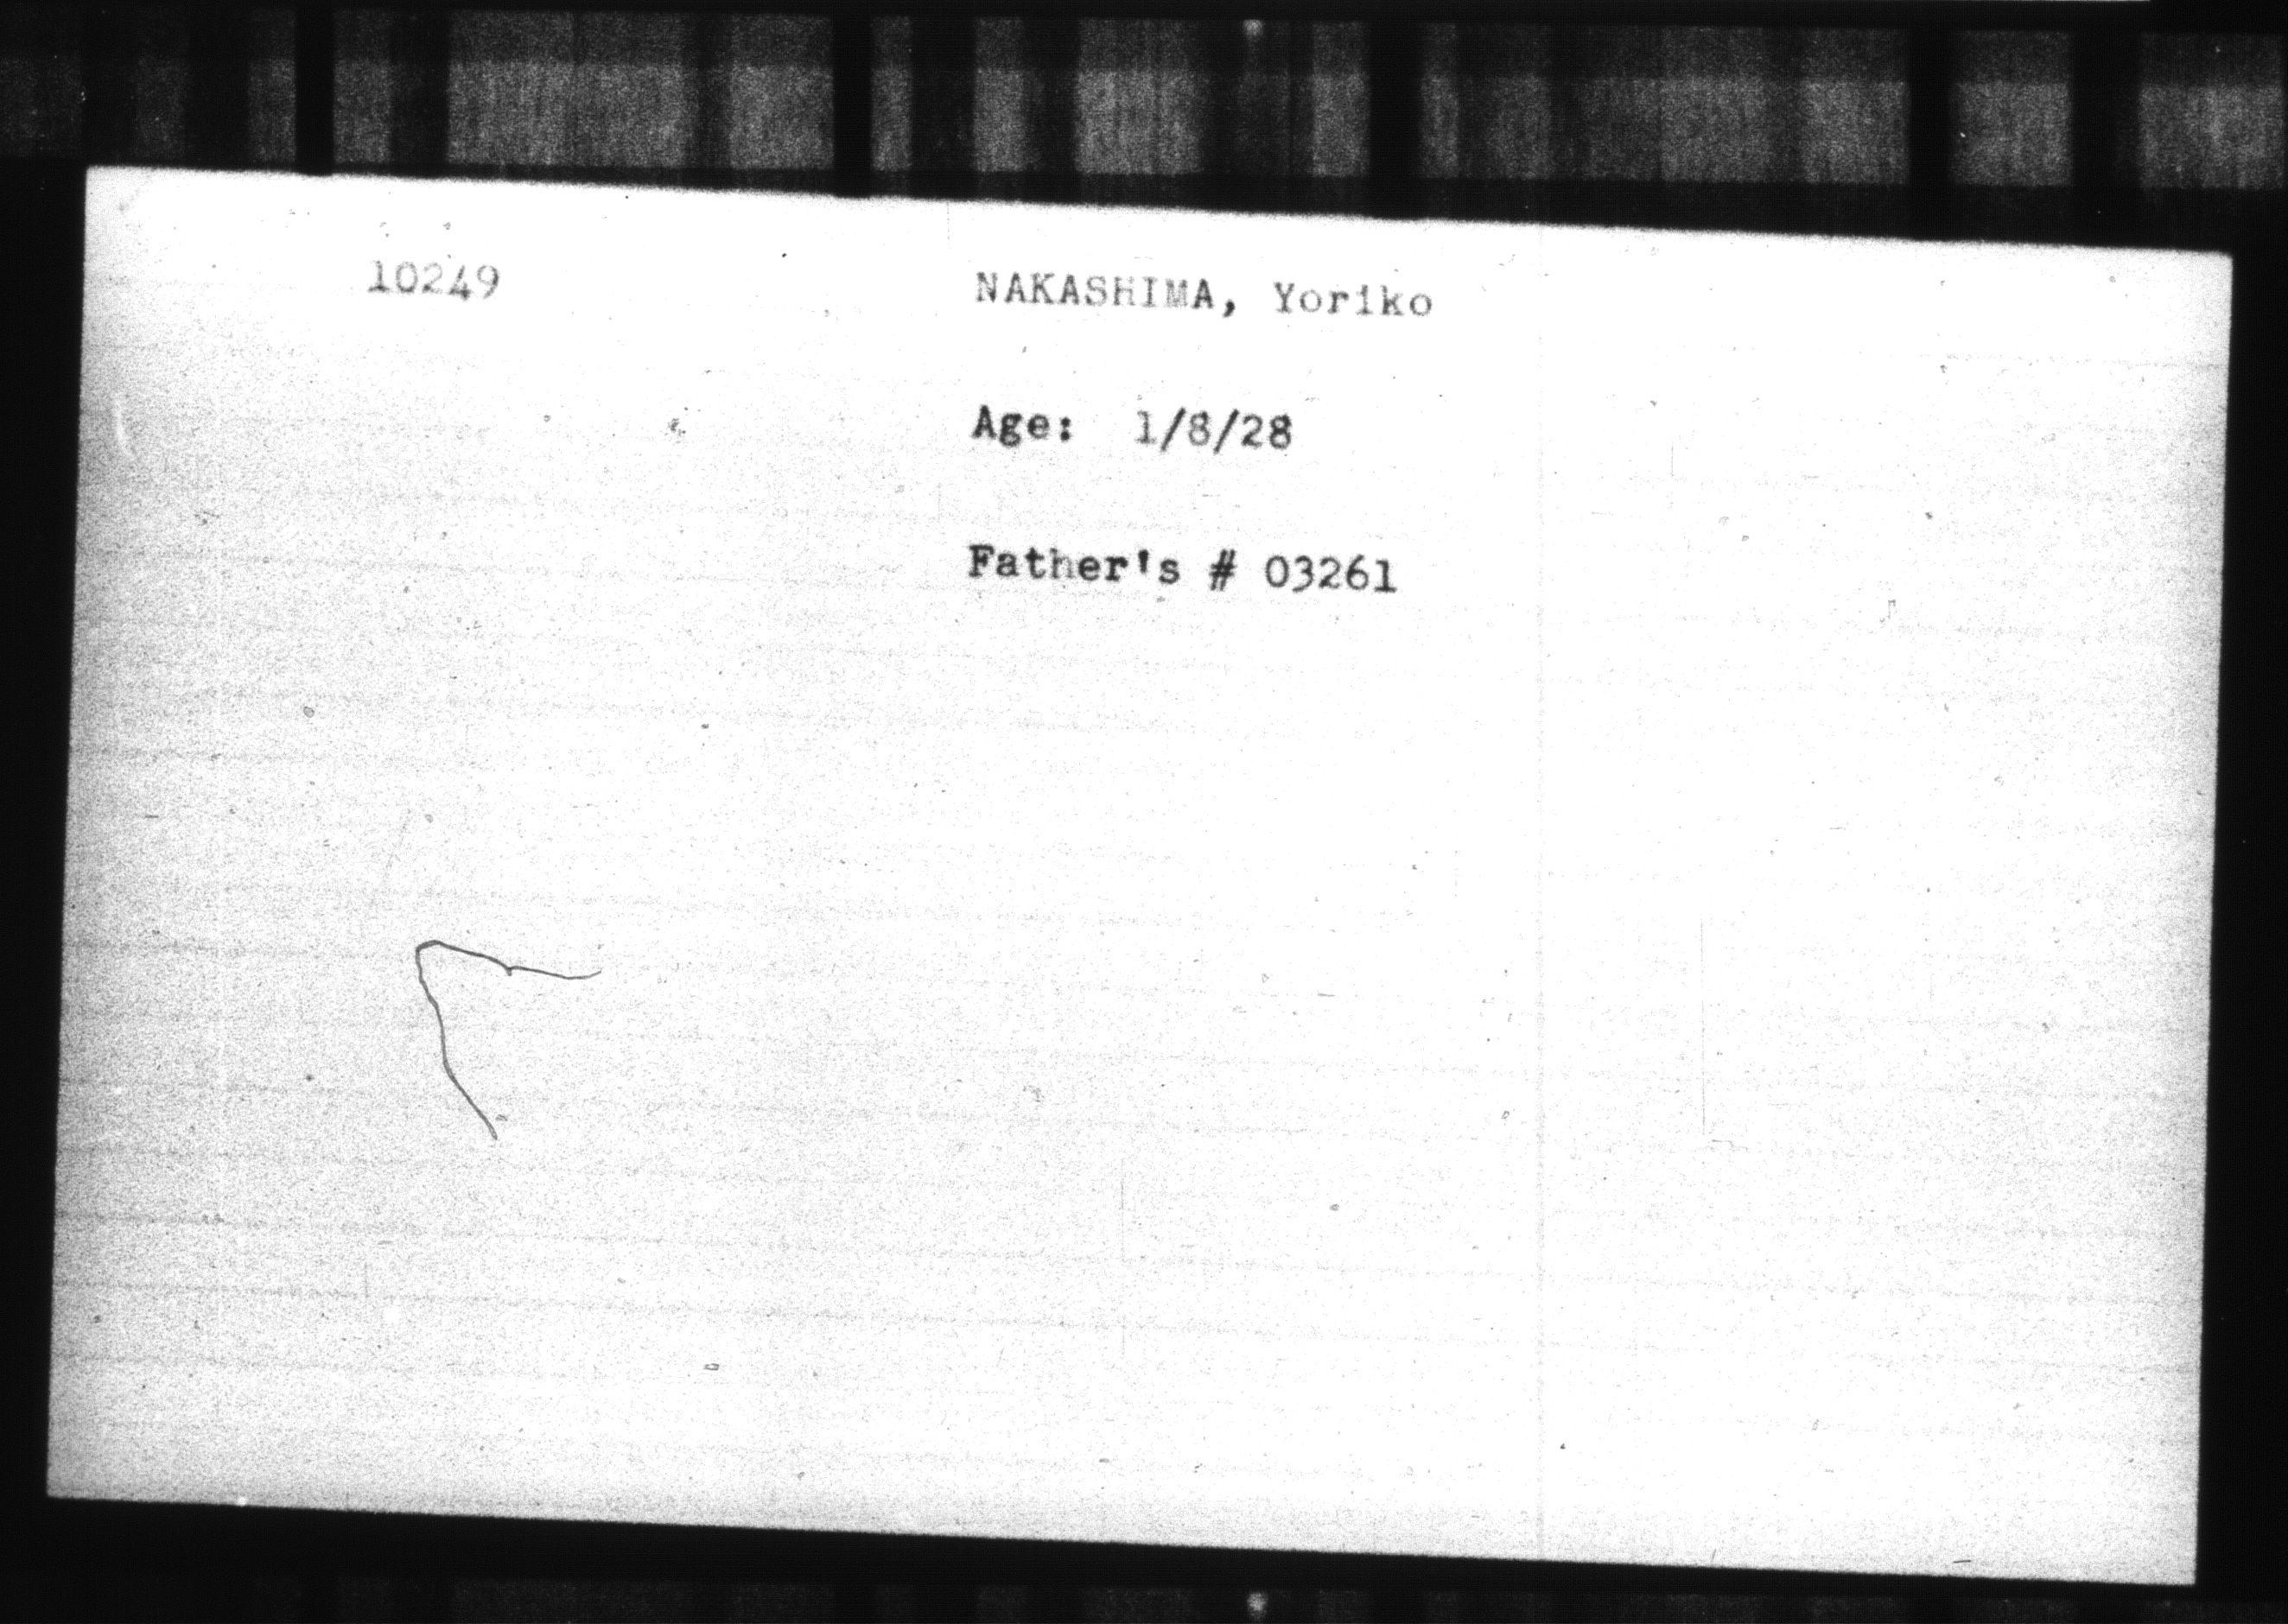 10249 NAKASHIMA, Yoriko
Age: 1/8/28
Father's # 03261